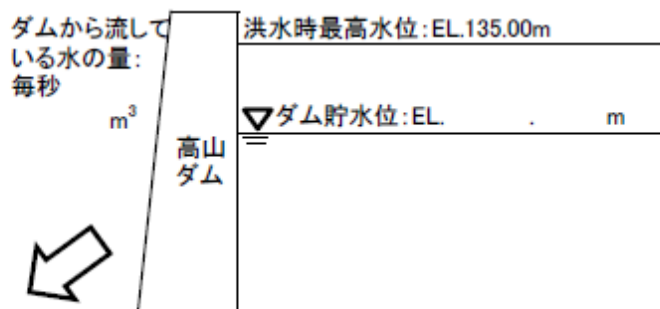 ダムから流して
いる水の量：
毎秒
m³
洪水時最高水位：EL.135.00m
▽ダム貯水位：EL.　　．　　m
高山
ダム